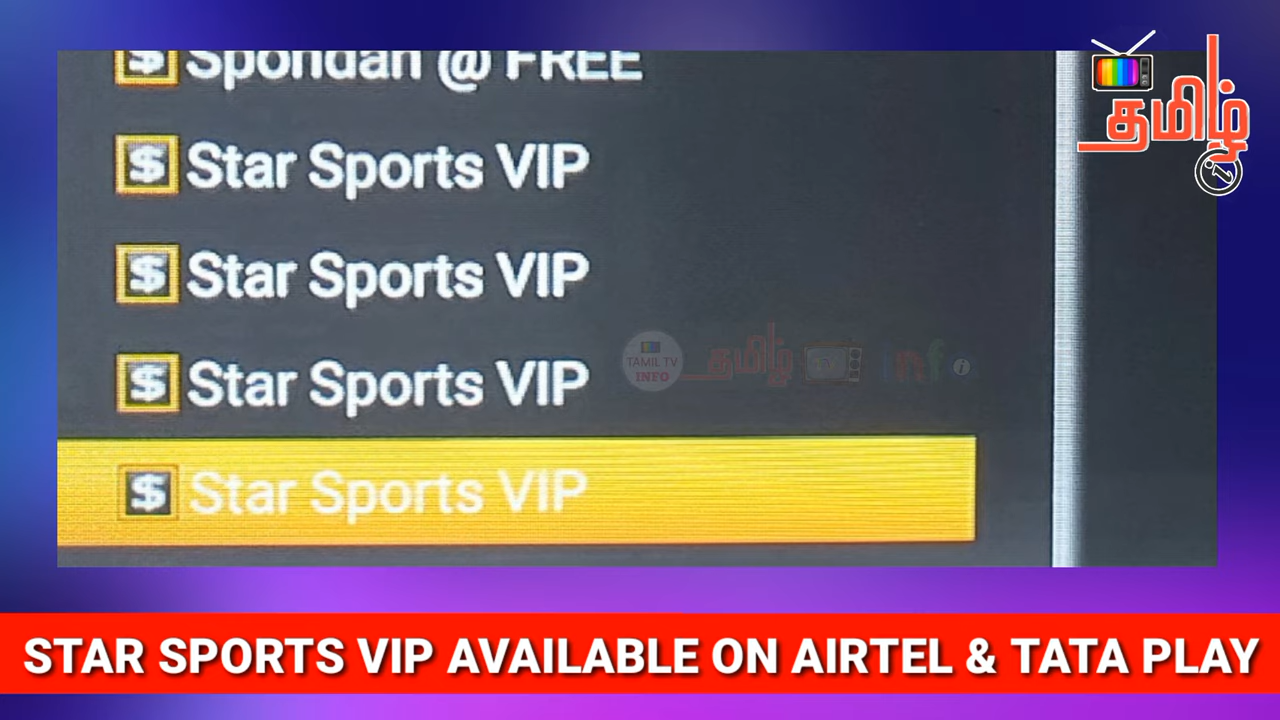 Spondan @ FREE
$ Star Sports VIP
$ Star Sports VIP
$ Star Sports VIP
$ Star Sports VIP
தமிழ்
i
TAMIL TV
INFO
தமிழ்
inf
i
STAR SPORTS VIP AVAILABLE ON AIRTEL & TATA PLAY